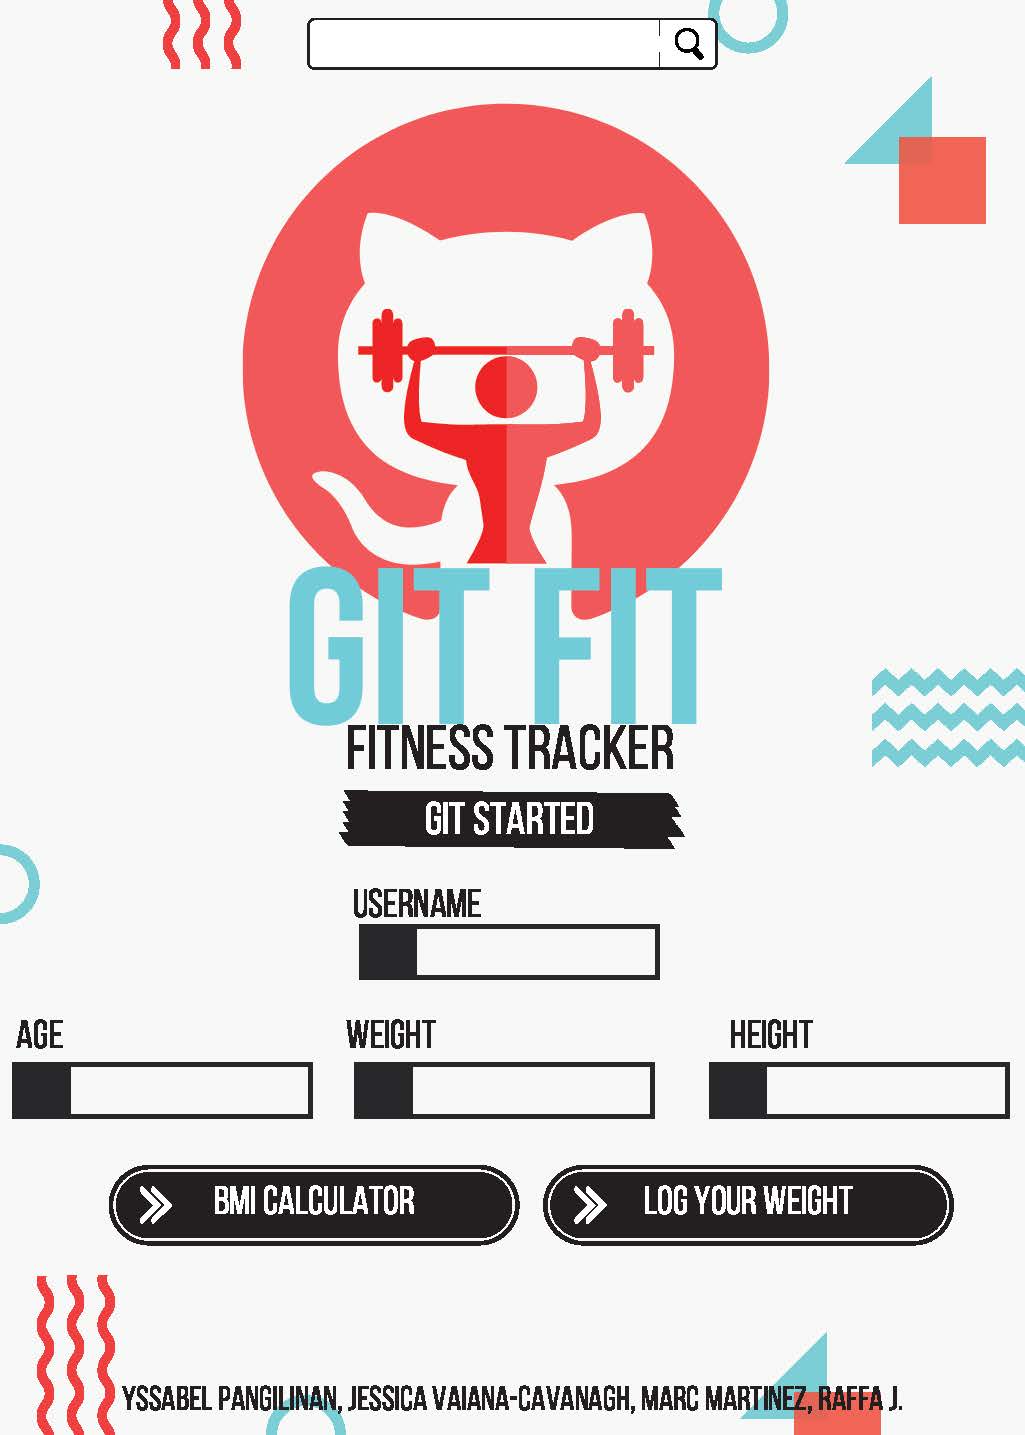 GIT FIT
FITNESS TRACKER
GIT STARTED
USERNAME
AGE
WEIGHT
HEIGHT
BMI CALCULATOR
LOG YOUR WEIGHT
YSSABEL PANGILINAN, JESSICA VAIANA-CAVANAGH, MARC MARTINEZ, RAFFA J.